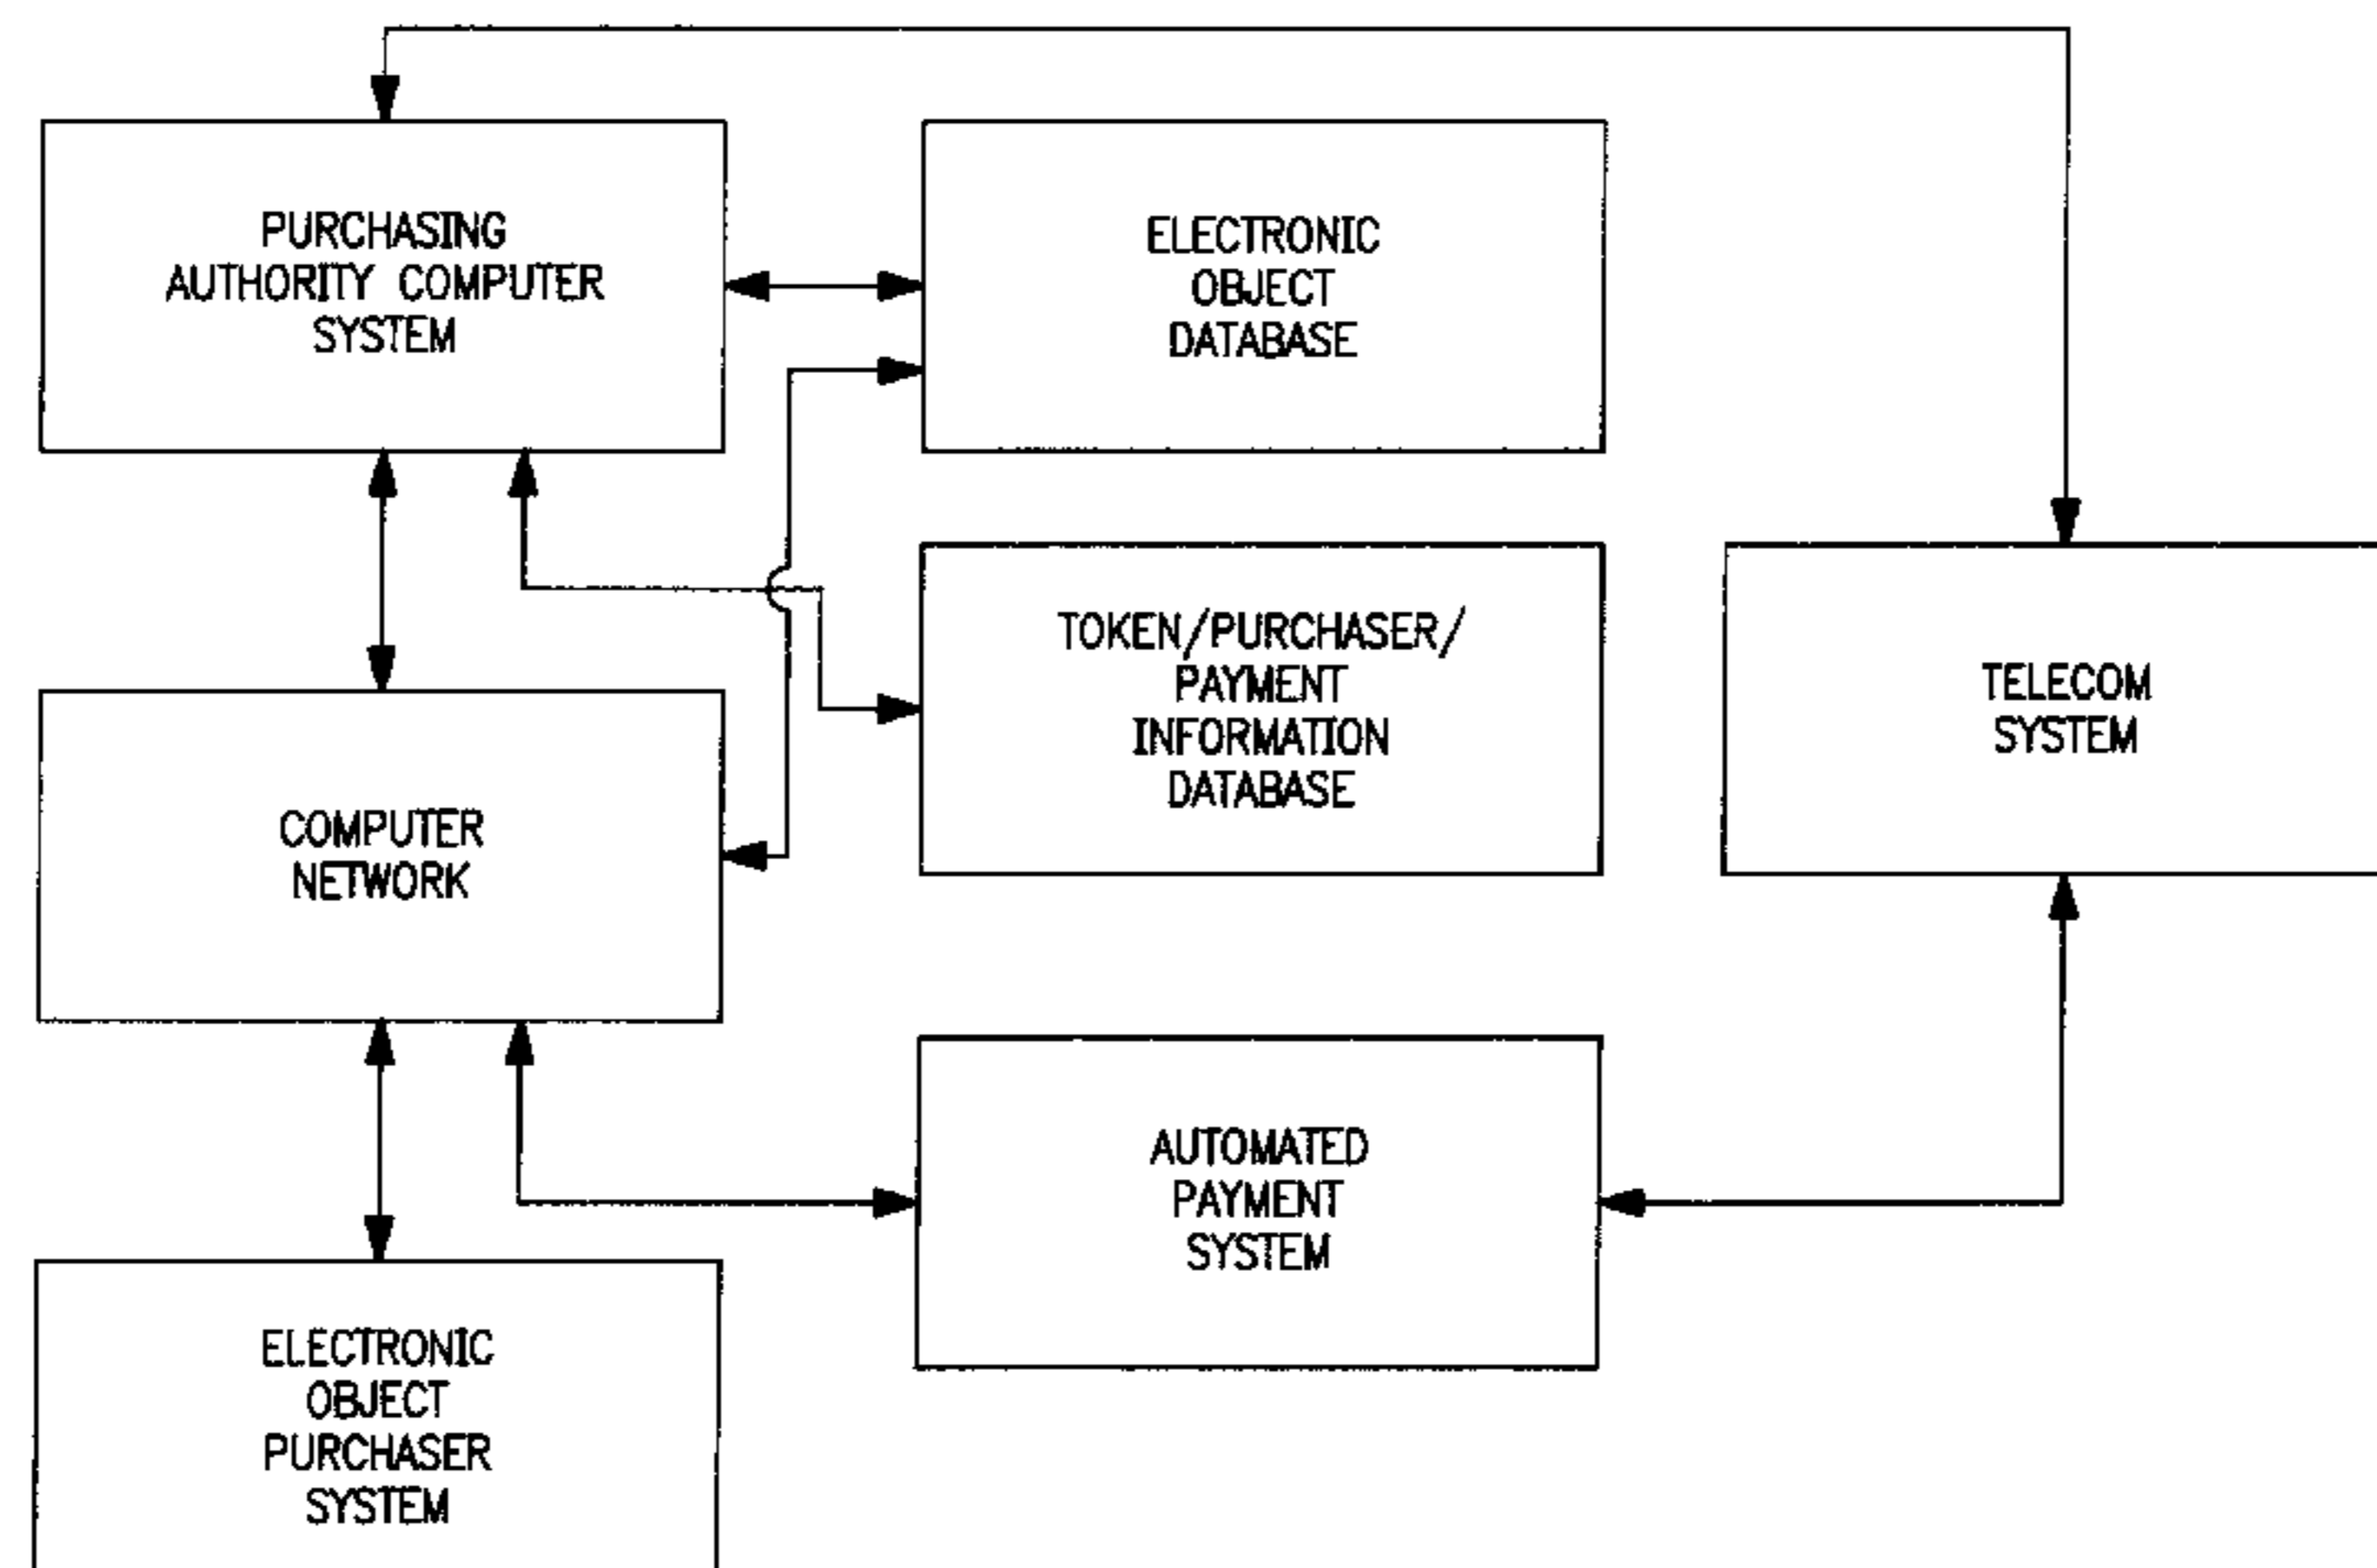 PURCHASING
AUTHORITY COMPUTER
SYSTEM
ELECTRONIC
OBJECT
DATABASE
TOKEN/PURCHASER/
PAYMENT
INFORMATION
DATABASE
TELECOM
SYSTEM
COMPUTER
NETWORK
AUTOMATED
PAYMENT
SYSTEM
ELECTRONIC
OBJECT
PURCHASER
SYSTEM